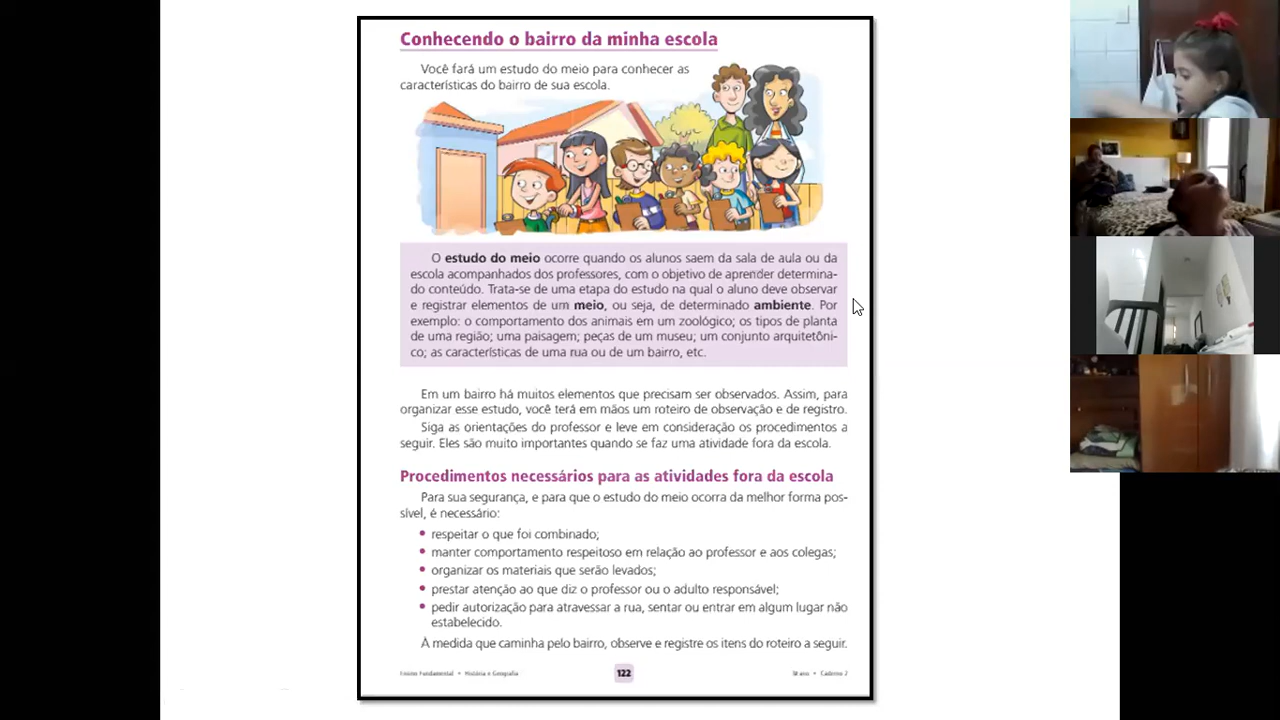 Conhecendo o bairro da minha escola
Você fará um estudo do meio para conhecer as
características do bairro de sua escola.
O estudo do meio ocorre quando os alunos saem da sala de aula ou da
escola acompanhados dos professores, com o objetivo de aprender determina-
do conteúdo. Trata-se de uma etapa do estudo na qual o aluno deve observar
e registrar elementos de um meio, ou seja, de determinado ambiente. Por
exemplo: o comportamento dos animais em um zoológico; os tipos de planta
de uma região; uma paisagem; peças de um museu; um conjunto arquitetôni-
co; as características de uma rua ou de um bairro, etc.
Em um bairro há muitos elementos que precisam ser observados. Assim, para
organizar esse estudo, você terá em mãos um roteiro de observação e de registro.
Siga as orientações do professor e leve em consideração os procedimentos a
seguir. Eles são muito importantes quando se faz uma atividade fora da escola.
Procedimentos necessários para as atividades fora da escola
Para sua segurança, e para que o estudo do meio ocorra da melhor forma pos-
sível, é necessário:
• respeitar o que foi combinado;
• manter comportamento respeitoso em relação ao professor e aos colegas;
• organizar os materiais que serão levados;
• prestar atenção ao que diz o professor ou o adulto responsável;
• pedir autorização para atravessar a rua, sentar ou entrar em algum lugar não
estabelecido.
À medida que caminha pelo bairro, observe e registre os itens do roteiro a seguir.
Ensino Fundamental • História e Geografia
122
ano • Caderno 2